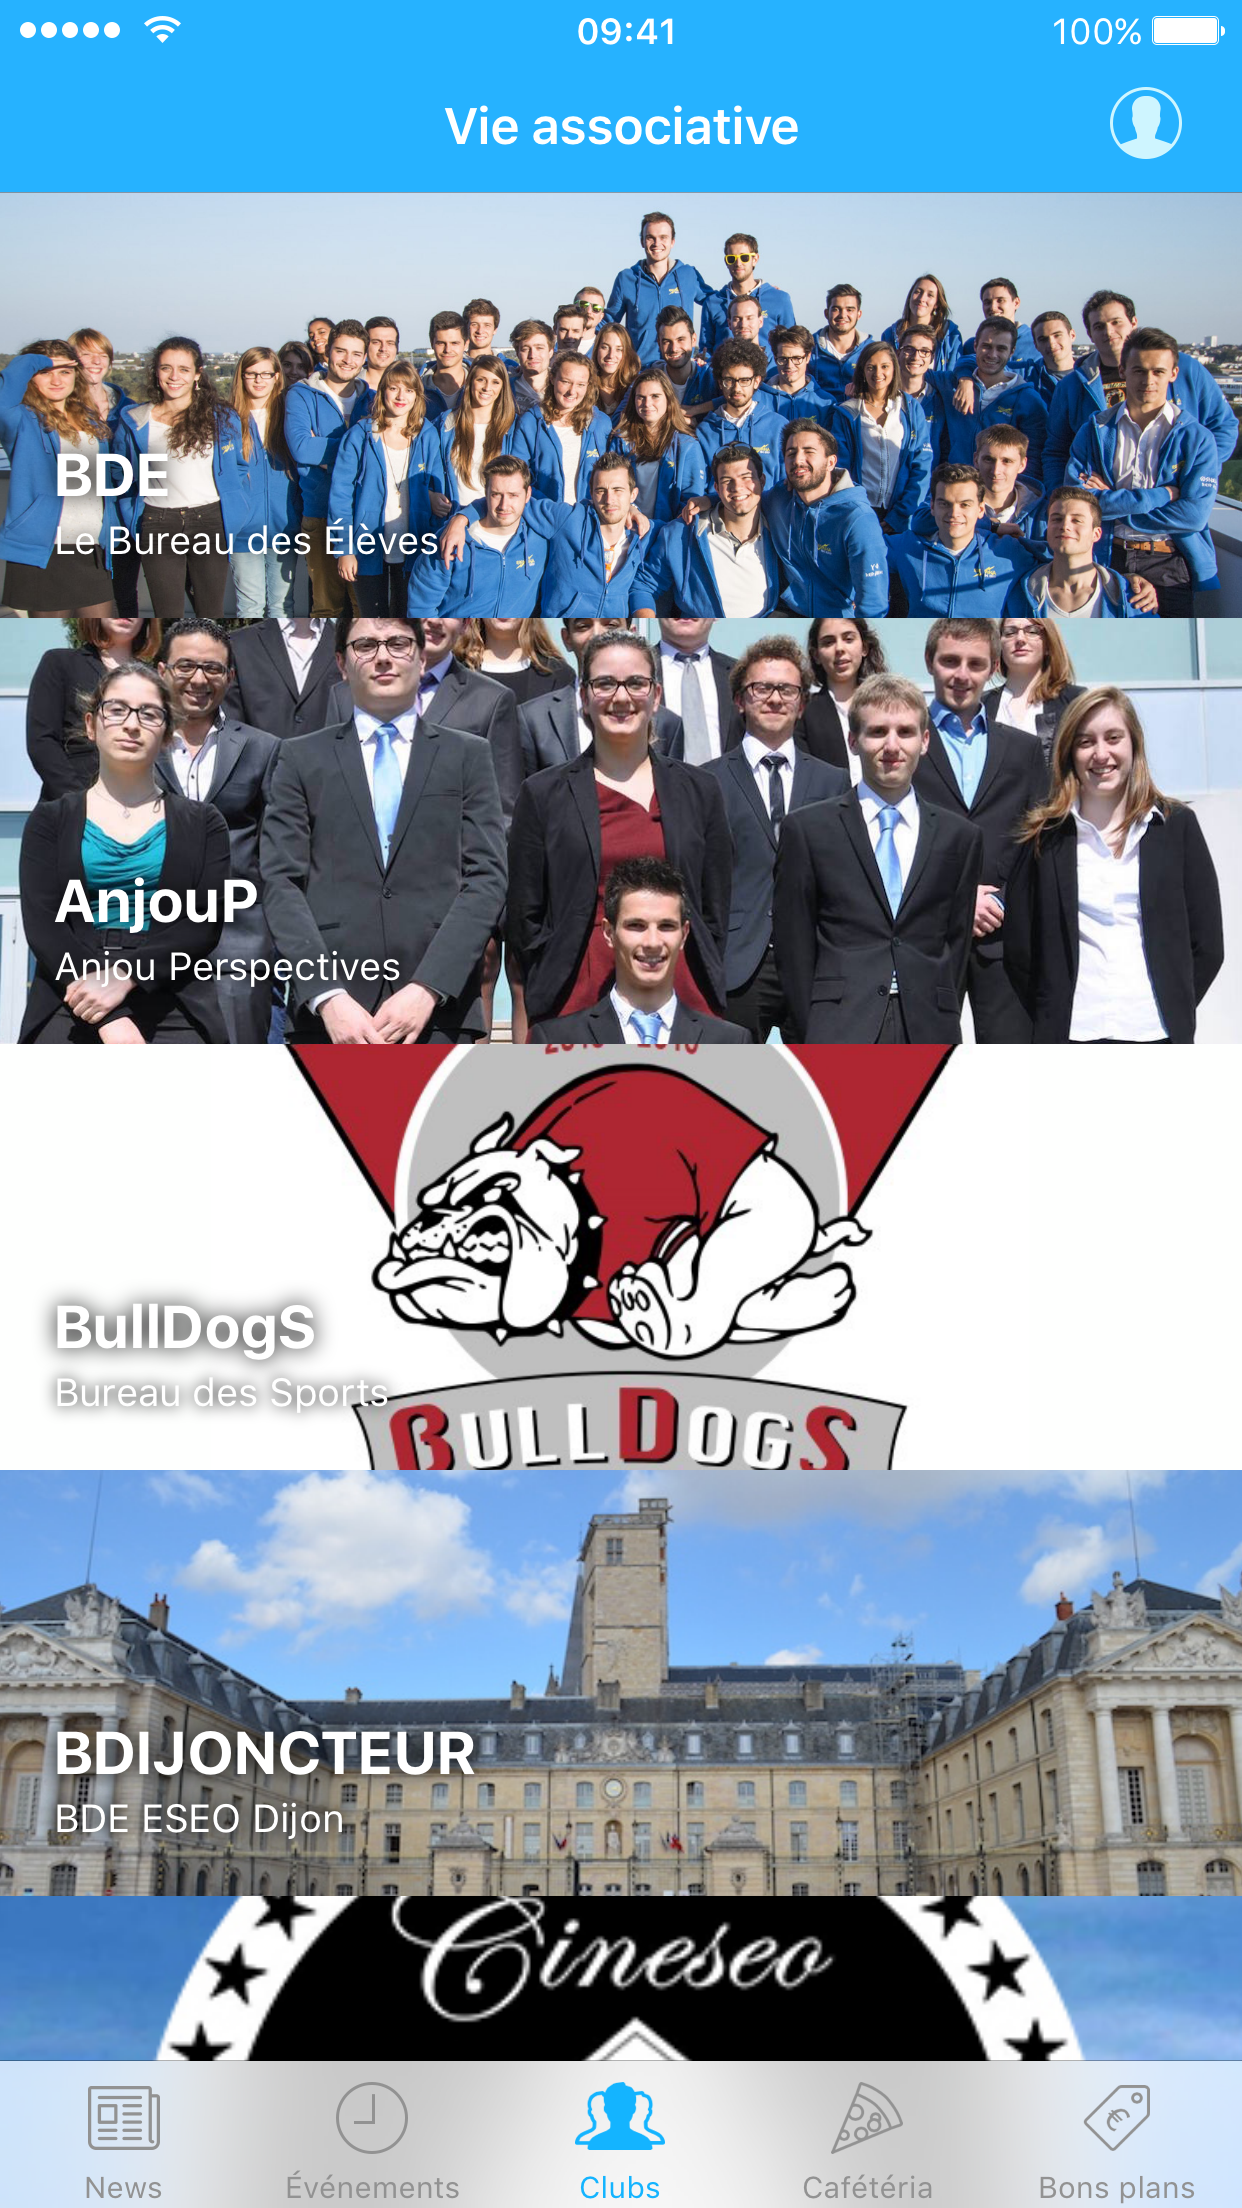 09:41
100%
Vie associative
BDE
Le Bureau des Élèves
AnjouP
Anjou Perspectives
BullDogS
Bureau des Sports
BULLDOGS
BDIJONCTEUR
BDE ESEO Dijon
Cineseo
News
Événements
Clubs
Cafétéria
Bons plans